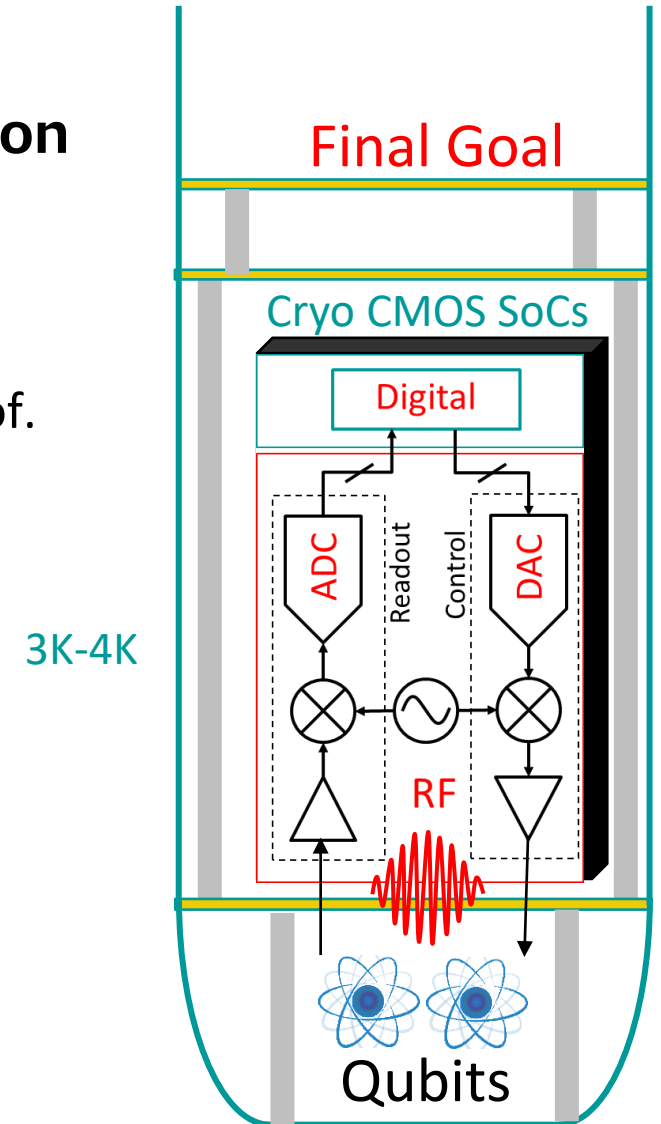 on
Final Goal
Cryo CMOS SoCs
Digital
of.
ADC
Readout
Control
DAC
3K-4K
RF
Qubits